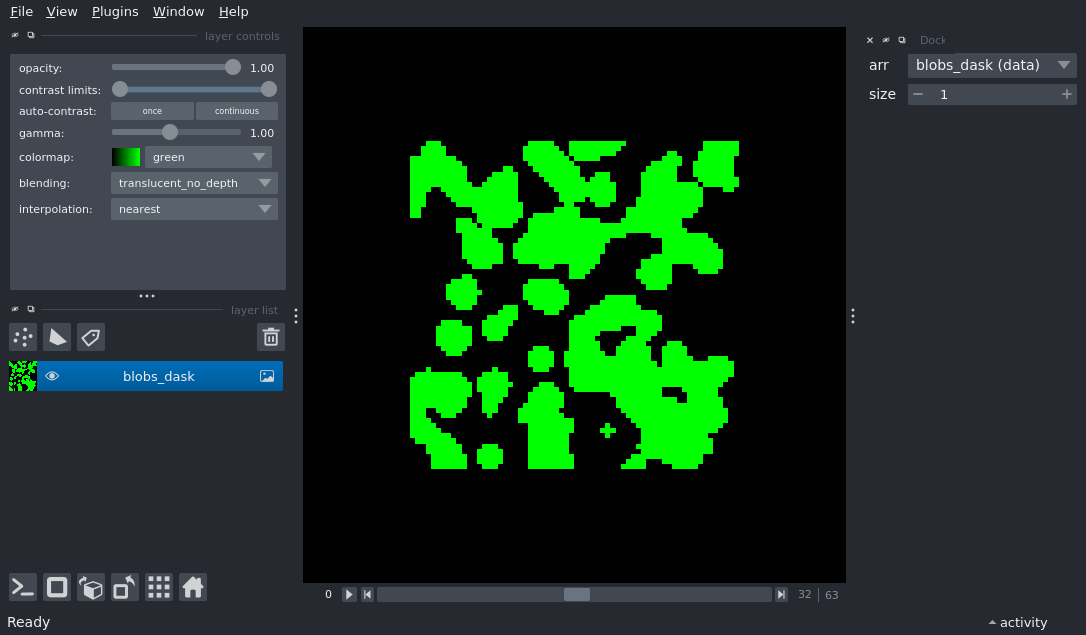 File View Plugins Window Help
layer controls
opacity: 1.00
contrast limits:
auto-contrast: once continuous
gamma: 1.00
colormap: green
blending: translucent_no_depth
interpolation: nearest
layer list
blobs_dask
0 32 63
Dock
arr blobs_dask (data)
size 1
Ready
activity